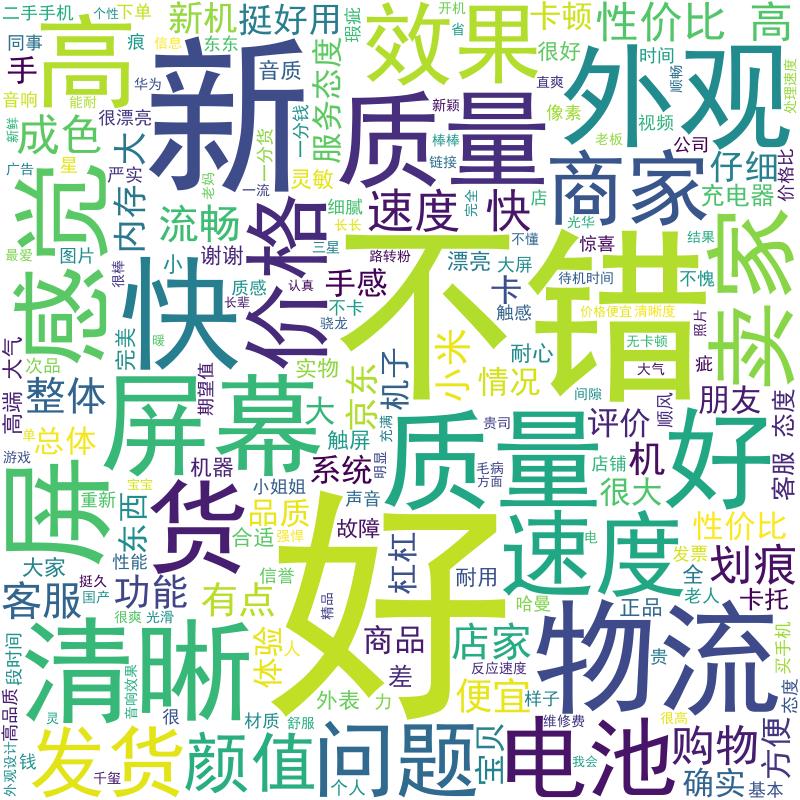 二手手机
个性
下单
新机
挺好用
瑕疵
效果
卡顿
性价比
高
同事
痕
东东
开机
省
很好
时间
顺畅
处理速度
手
高
新
音质
服务态度
直爽
外观
音响
能耐
信息
华为
质量
新颖
像素
视频
老板
新鲜
成色
很漂亮
一分货
一分钱
棒棒
链接
公司
价格比
广告
星
严实
大
内存
老妈
灵敏
一流
细腻
速度
快
完全
店
商家
仔细
充电器
感觉
流畅
谢谢
价格
三星
长长
路转粉
不懂
光华
惊喜
结果
卖家
最爱
图片
很棒
小
质感
手感
认真
漂亮
大屏
待机时间
不愧
照片
大气
完美
暖
快
长辈
不卡
骁龙
不错
卡
触感
价格便宜
清晰度
无卡顿
大气
疵
次品
期望值
实物
京东
机子
小米
情况
耐心
间隙
顺风
朋友
态度
高端
整体
屏幕
大
触屏
充满
贵司
评价
单
总体
游戏
机器
系统
明显
质量
毛病
方面
店铺
机
好
客服
屏
宝宝
重新
东西
货
小姐姐
声音
很大
品质
故障
杠杠
合适
强悍
速度
电
性价比
大家
性能
耐用
发票
划痕
挺久
国产
功能
信誉
好
哈曼
正品
全
老人
卡托
客服
很爽
光滑
有点
精品
清晰
体验
人
商品
店家
物流
贵
买手机
段时间
差
反应速度
音响效果
外表
力
便宜
样子
高品质
灵
很
材质
舒服
维修费
很高
态度
外观设计
钱
发货
千玺
颜值
问题
个人
宝贝
电池
我会
购物
确实
方便
基本